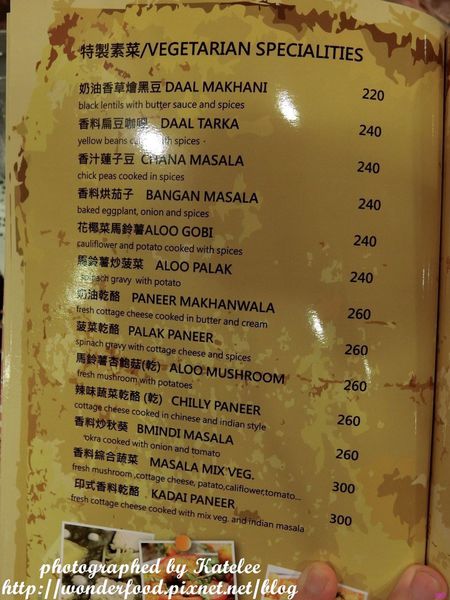 特製素菜/VEGETARIAN SPECIALITIES
奶油香草燴黑豆 DAAL MAKHANI 220
black lentils with butter sauce and spices
香料扁豆咖喱 DAAL TARKA 240
yellow beans with spices
香汁蓮子豆 CHANA MASALA 240
chick peas cooked in spices
香料烘茄子 BANGAN MASALA 240
baked eggplant, onion and spices
花椰菜馬鈴薯ALOO GOBI 240
cauliflower and potato cooked with spices
馬鈴薯炒菠菜 ALOO PALAK 240
spinach gravy with potato
奶油乾酪 PANEER MAKHANWALA 260
fresh cottage cheese cooked in butter and cream
菠菜乾酪 PALAK PANEER 260
spinach gravy with cottage cheese and spices
馬鈴薯杏鮑菇(乾) ALOO MUSHROOM 260
fresh mushroom with potatoes
辣味蔬菜乾酪 (乾) CHILLY PANEER 260
cottage cheese cooked in chinese and indian style
香料炒秋葵 BMINDI MASALA 260
okra cooked with onion and tomato
香料綜合蔬菜 MASALA MIX VEG. 300
fresh mushroom ,cottage cheese, patato,califlower,tomato...
印式香料乾酪 KADAI PANEER 300
fresh cottage cheese cooked with mix veg. and indian masala
photographed by Katelee
http://wonderfood.pixnet.net/blog